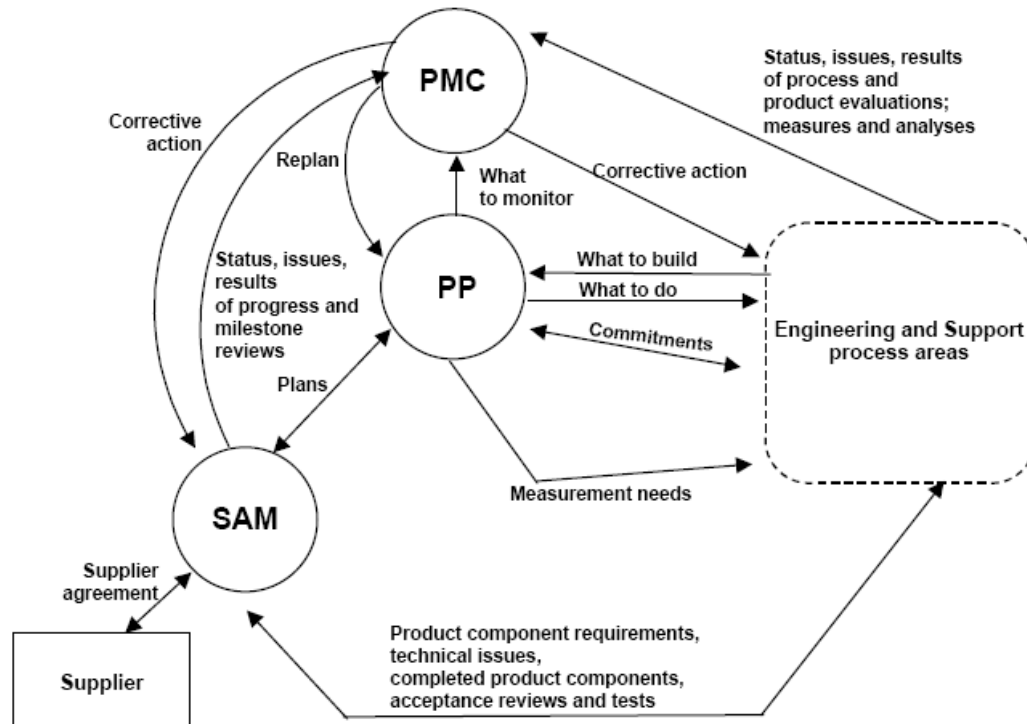 PMC
Status, issues, results
of process and
product evaluations;
measures and analyses
Corrective
action
Replan
What
to monitor
Corrective action
Status, issues,
results
of progress and
milestone
reviews
PP
What to build
What to do
Commitments
Engineering and Support
process areas
Plans
Measurement needs
SAM
Supplier
agreement
Product component requirements,
technical issues,
completed product components,
acceptance reviews and tests
Supplier